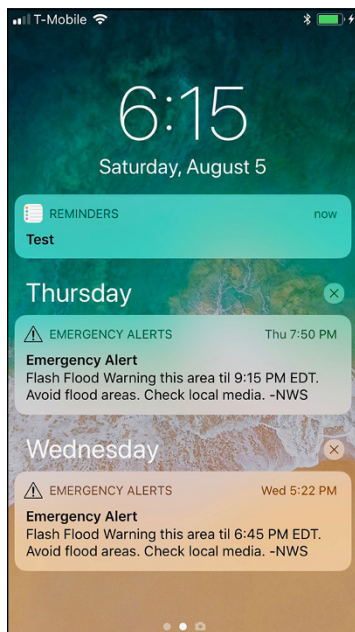 T-Mobile
6:15
Saturday, August 5
REMINDERS now
Test
Thursday
EMERGENCY ALERTS Thu 7:50 PM
Emergency Alert
Flash Flood Warning this area til 9:15 PM EDT.
Avoid flood areas. Check local media. -NWS
Wednesday
EMERGENCY ALERTS Wed 5:22 PM
Emergency Alert
Flash Flood Warning this area til 6:45 PM EDT.
Avoid flood areas. Check local media. -NWS